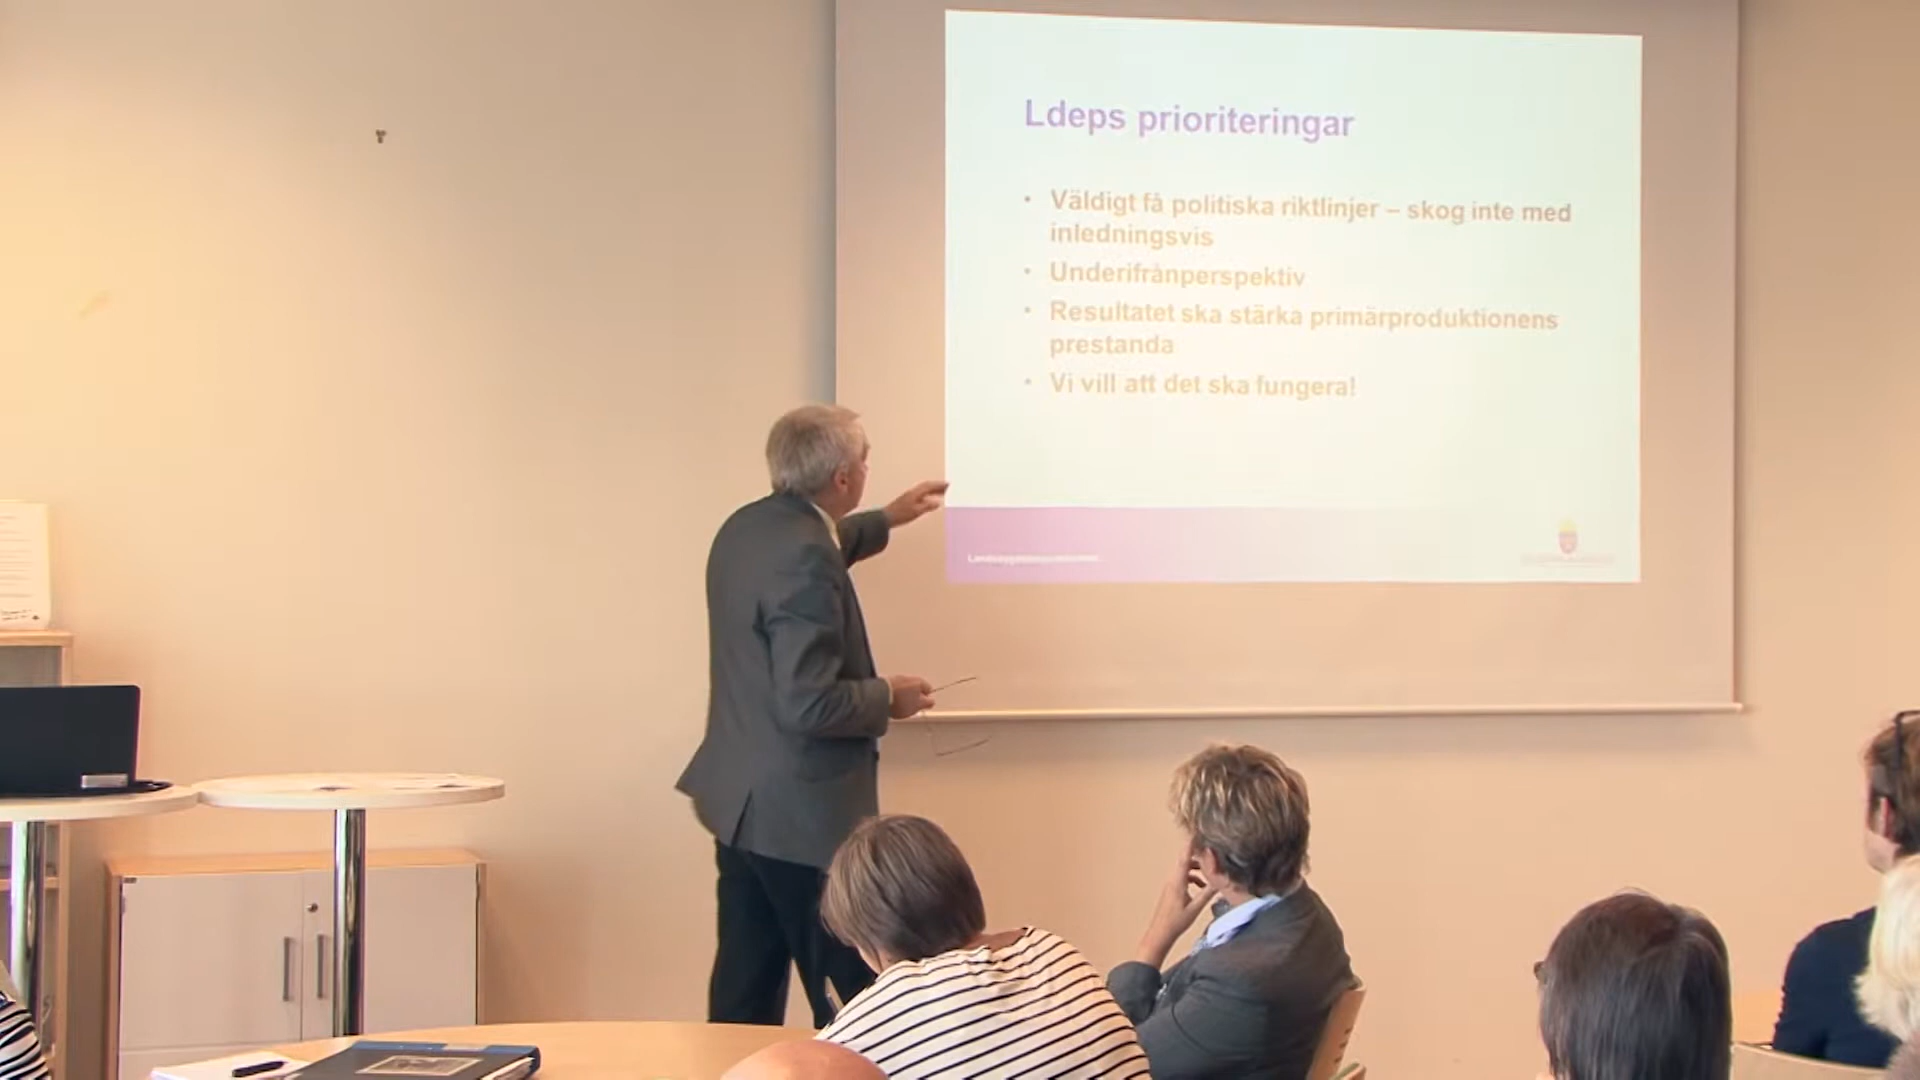 Ldeps prioriteringar
• Väldigt få politiska riktlinjer – skog inte med
inledningsvis
• Underifrånperspektiv
• Resultatet ska stärka primärproduktionens
prestanda
• Vi vill att det ska fungera!